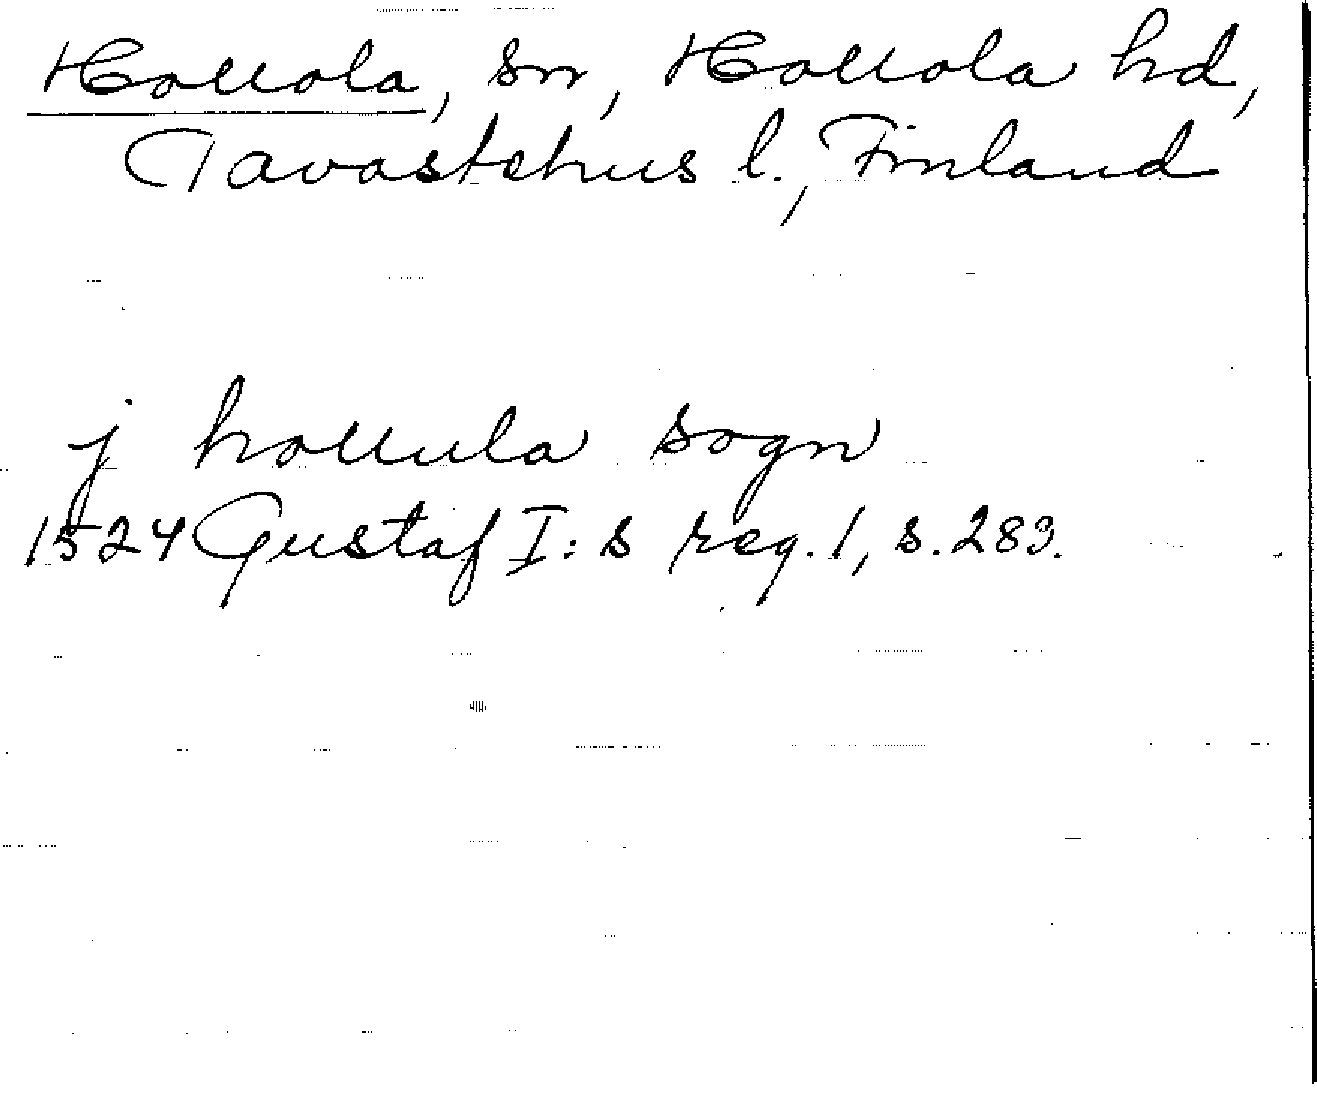 Hollola, sn, Hollola hd,
Tavastehus l., Finland
j hollula sogn
1524 Gustaf I:s reg. 1, s. 283.